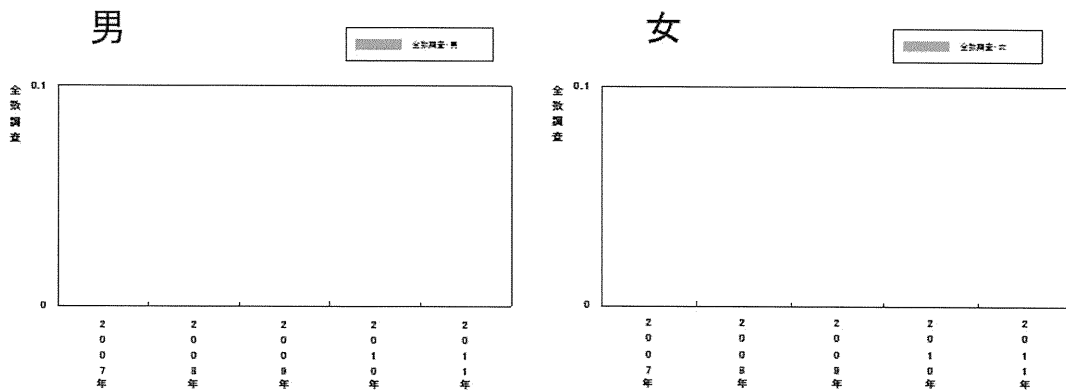 男
全数調査・男
全数調査
0.1
0
2007年
2008年
2009年
2010年
2011年
女
全数調査・女
全数調査
0.1
0
2007年
2008年
2009年
2010年
2011年